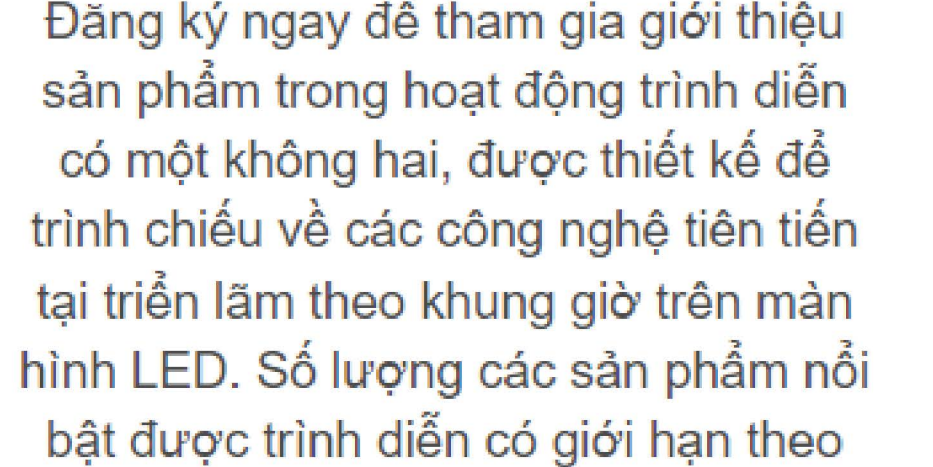 Đăng ký ngay để tham gia giới thiệu
sản phẩm trong hoạt động trình diễn
có một không hai, được thiết kế để
trình chiếu về các công nghệ tiên tiến
tại triển lãm theo khung giờ trên màn
hình LED. Số lượng các sản phẩm nổi
bật được trình diễn có giới hạn theo